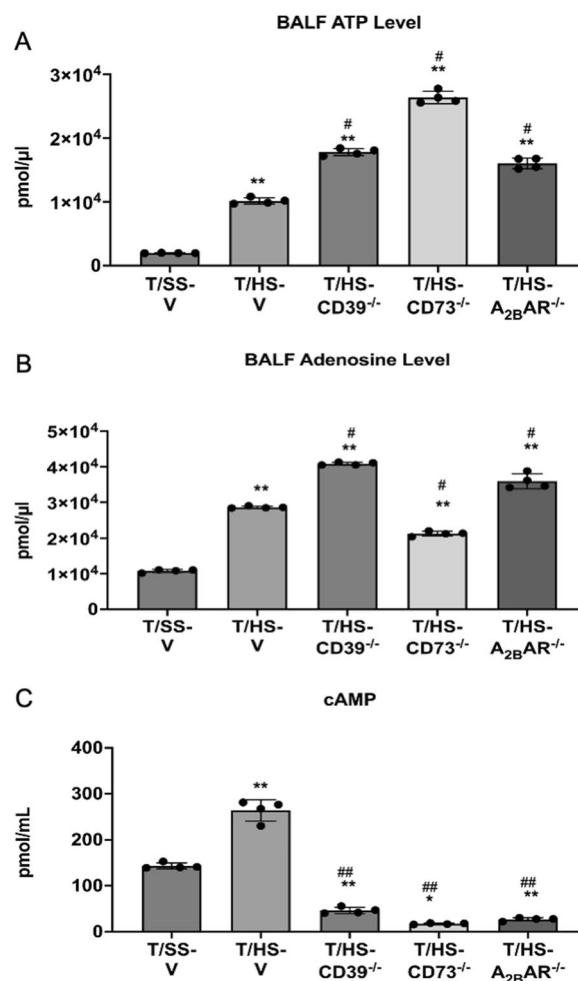 A
BALF ATP Level
pmol/µl
3×10⁴
2×10⁴
1×10⁴
0
**
#
**
#
**
#
**
T/SS-
V
T/HS-
V
T/HS-
CD39⁻/⁻
T/HS-
CD73⁻/⁻
T/HS-
A₂BAR⁻/⁻
B
BALF Adenosine Level
pmol/µl
5×10⁴
4×10⁴
3×10⁴
2×10⁴
1×10⁴
0
**
#
**
#
**
#
**
T/SS-
V
T/HS-
V
T/HS-
CD39⁻/⁻
T/HS-
CD73⁻/⁻
T/HS-
A₂BAR⁻/⁻
C
cAMP
pmol/mL
400
300
200
100
0
**
##
**
##
*
##
**
T/SS-
V
T/HS-
V
T/HS-
CD39⁻/⁻
T/HS-
CD73⁻/⁻
T/HS-
A₂BAR⁻/⁻